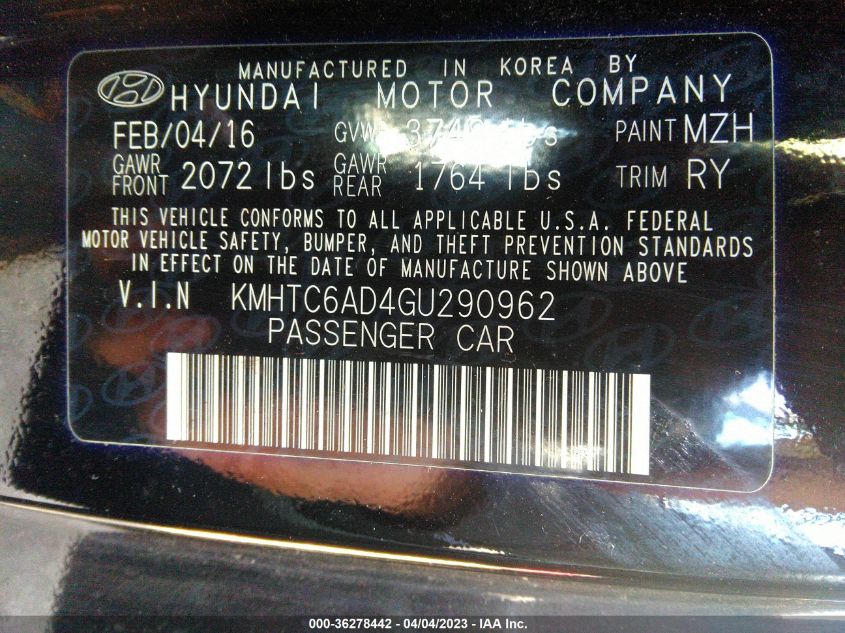 MANUFACTURED IN KOREA BY
HYUNDAI MOTOR COMPANY
FEB/04/16 GVWR lbs PAINT MZH
GAWR FRONT 2072 lbs GAWR REAR 1764 lbs TRIM RY
THIS VEHICLE CONFORMS TO ALL APPLICABLE U.S.A. FEDERAL
MOTOR VEHICLE SAFETY, BUMPER, AND THEFT PREVENTION STANDARDS
IN EFFECT ON THE DATE OF MANUFACTURE SHOWN ABOVE
V.I.N KMHTC6AD4GU290962
PASSENGER CAR
000-36278442 - 04/04/2023 - IAA Inc.